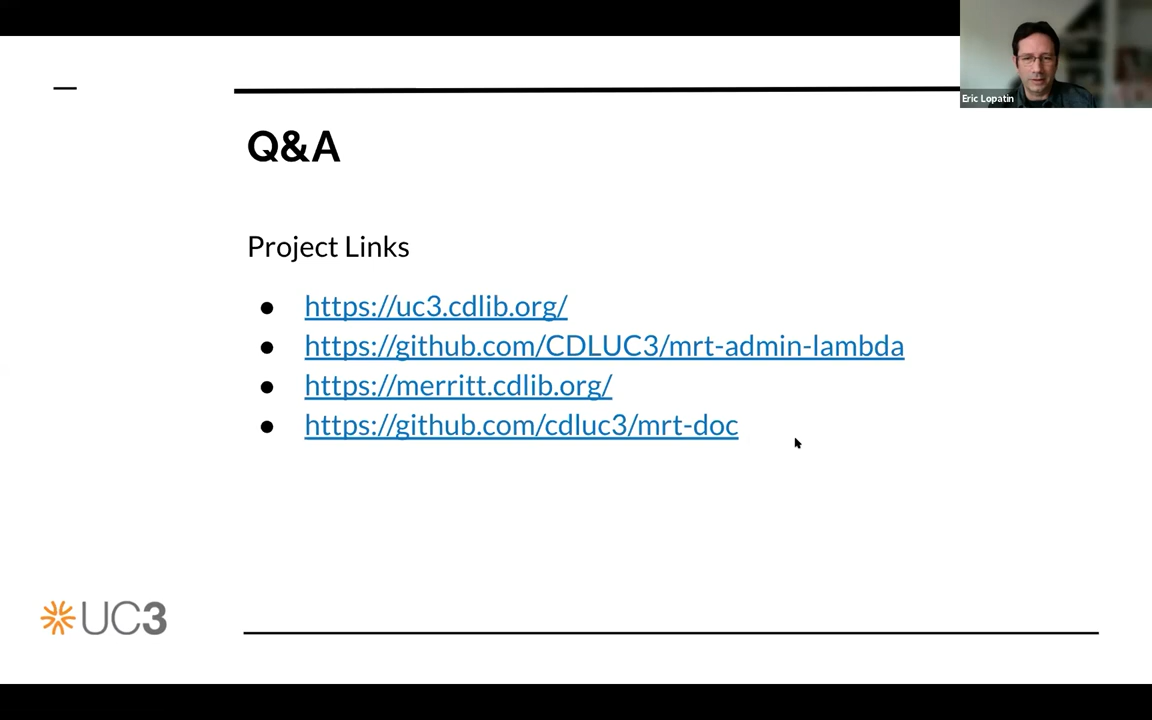 Eric Lopatin
Q&A
Project Links
● https://uc3.cdlib.org/
● https://github.com/CDLUC3/mrt-admin-lambda
● https://merritt.cdlib.org/
● https://github.com/cdluc3/mrt-doc
UC3